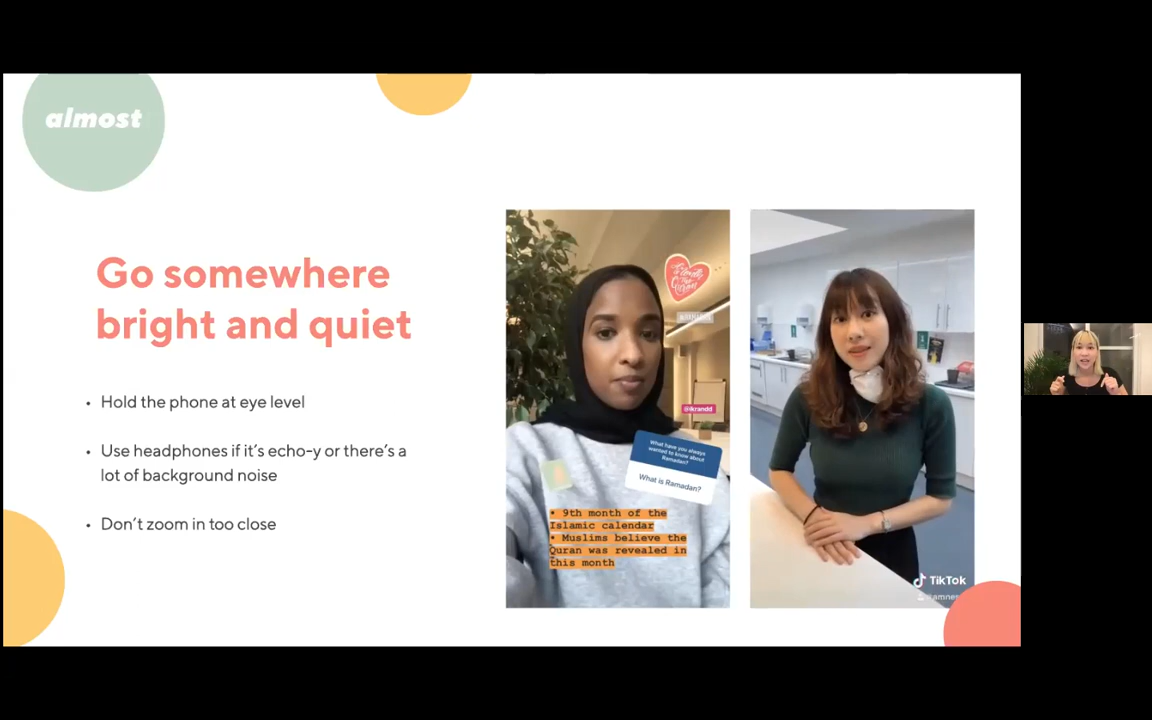 almost
Go somewhere
bright and quiet
• Hold the phone at eye level
• Use headphones if it’s echo-y or there’s a
lot of background noise
• Don’t zoom in too close
@ikrandd
What have you always
wanted to know about
Ramadan?
What is Ramadan?
• 9th month of the
Islamic calendar
• Muslims believe the
Quran was revealed in
this month
TikTok